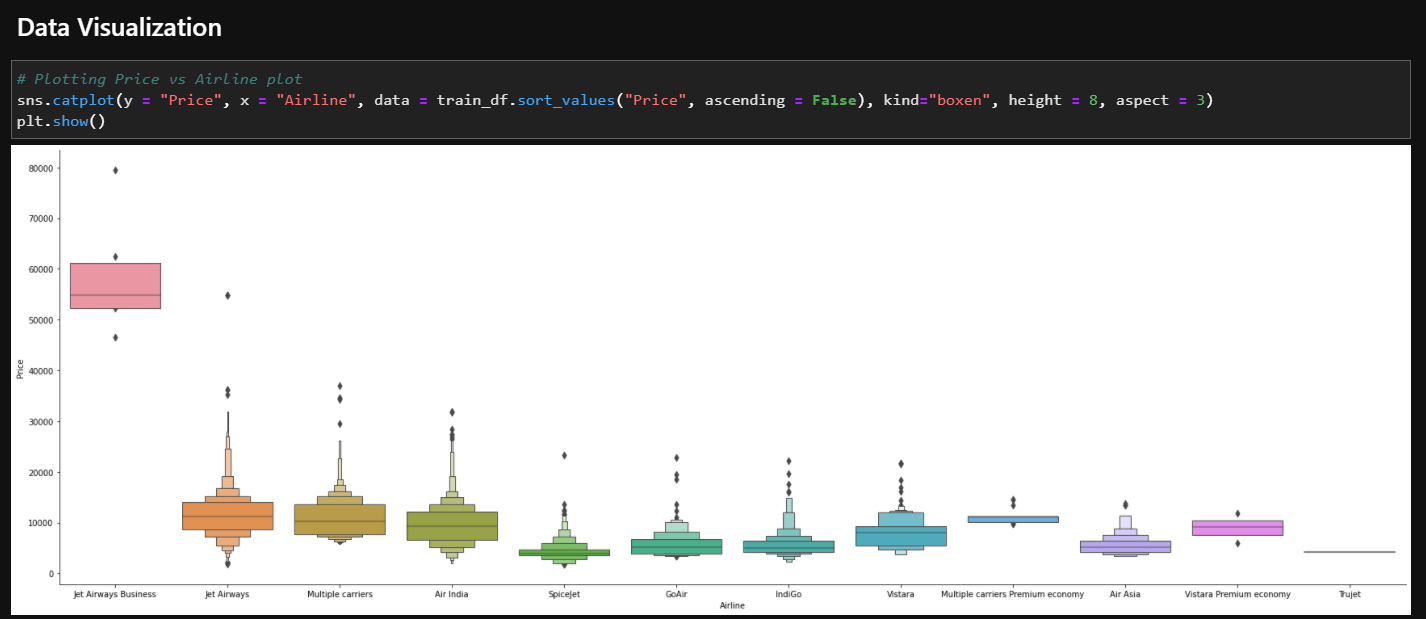 Data Visualization
# Plotting Price vs Airline plot
sns.catplot(y = "Price", x = "Airline", data = train_df.sort_values("Price", ascending = False), kind="boxen", height = 8, aspect = 3)
plt.show()
80000
70000
60000
50000
40000
30000
20000
10000
0
Price
Jet Airways Business Jet Airways Multiple carriers Air India SpiceJet GoAir IndiGo Vistara Multiple carriers Premium economy Air Asia Vistara Premium economy Trujet
Airline